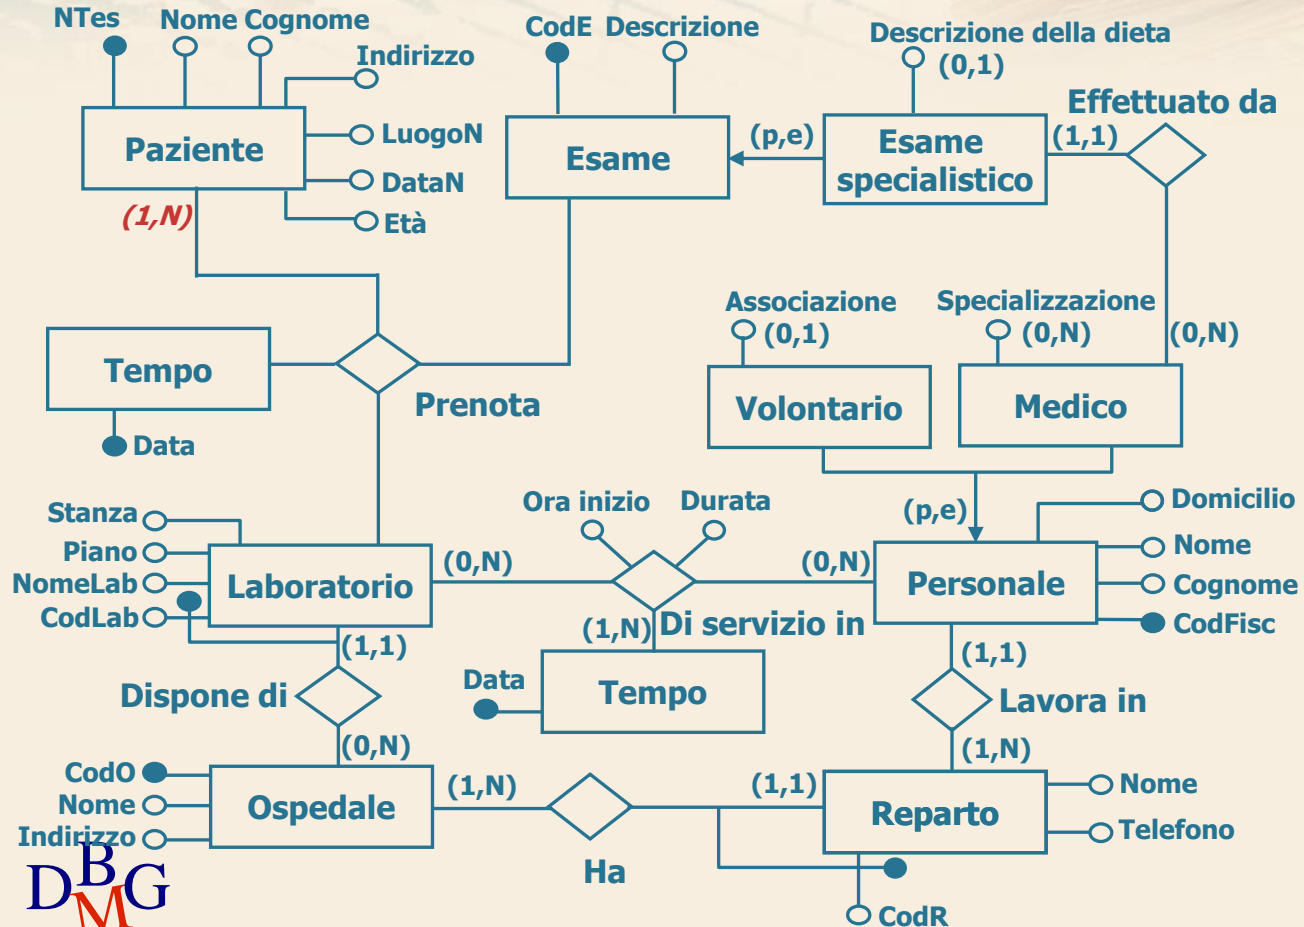 NTes
Nome Cognome
Indirizzo
Paziente
LuogoN
DataN
Età
(1,N)
CodE Descrizione
Esame
(p,e)
Descrizione della dieta
(0,1)
Esame
specialistico
Effettuato da
(1,1)
(0,N)
Tempo
Data
Prenota
Associazione
(0,1)
Volontario
Specializzazione
(0,N)
Medico
(p,e)
Stanza
Piano
NomeLab
CodLab
Laboratorio
(0,N)
Ora inizio
Durata
(0,N)
Di servizio in
(1,N)
Data
Tempo
Personale
Domicilio
Nome
Cognome
CodFisc
(1,1)
Dispone di
(0,N)
(1,1)
Lavora in
(1,N)
CodO
Nome
Indirizzo
Ospedale
(1,N)
Ha
(1,1)
Reparto
Nome
Telefono
CodR
DBMG